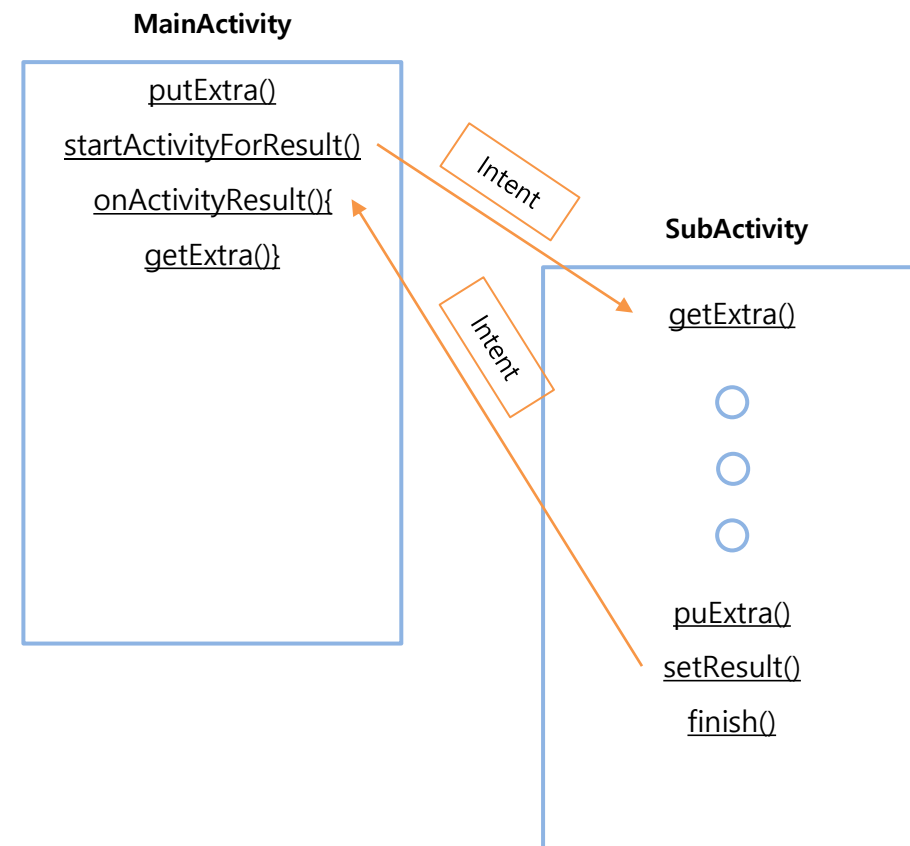 MainActivity
putExtra()
startActivityForResult()
onActivityResult(){
getExtra()}
Intent
Intent
SubActivity
getExtra()
puExtra()
setResult()
finish()